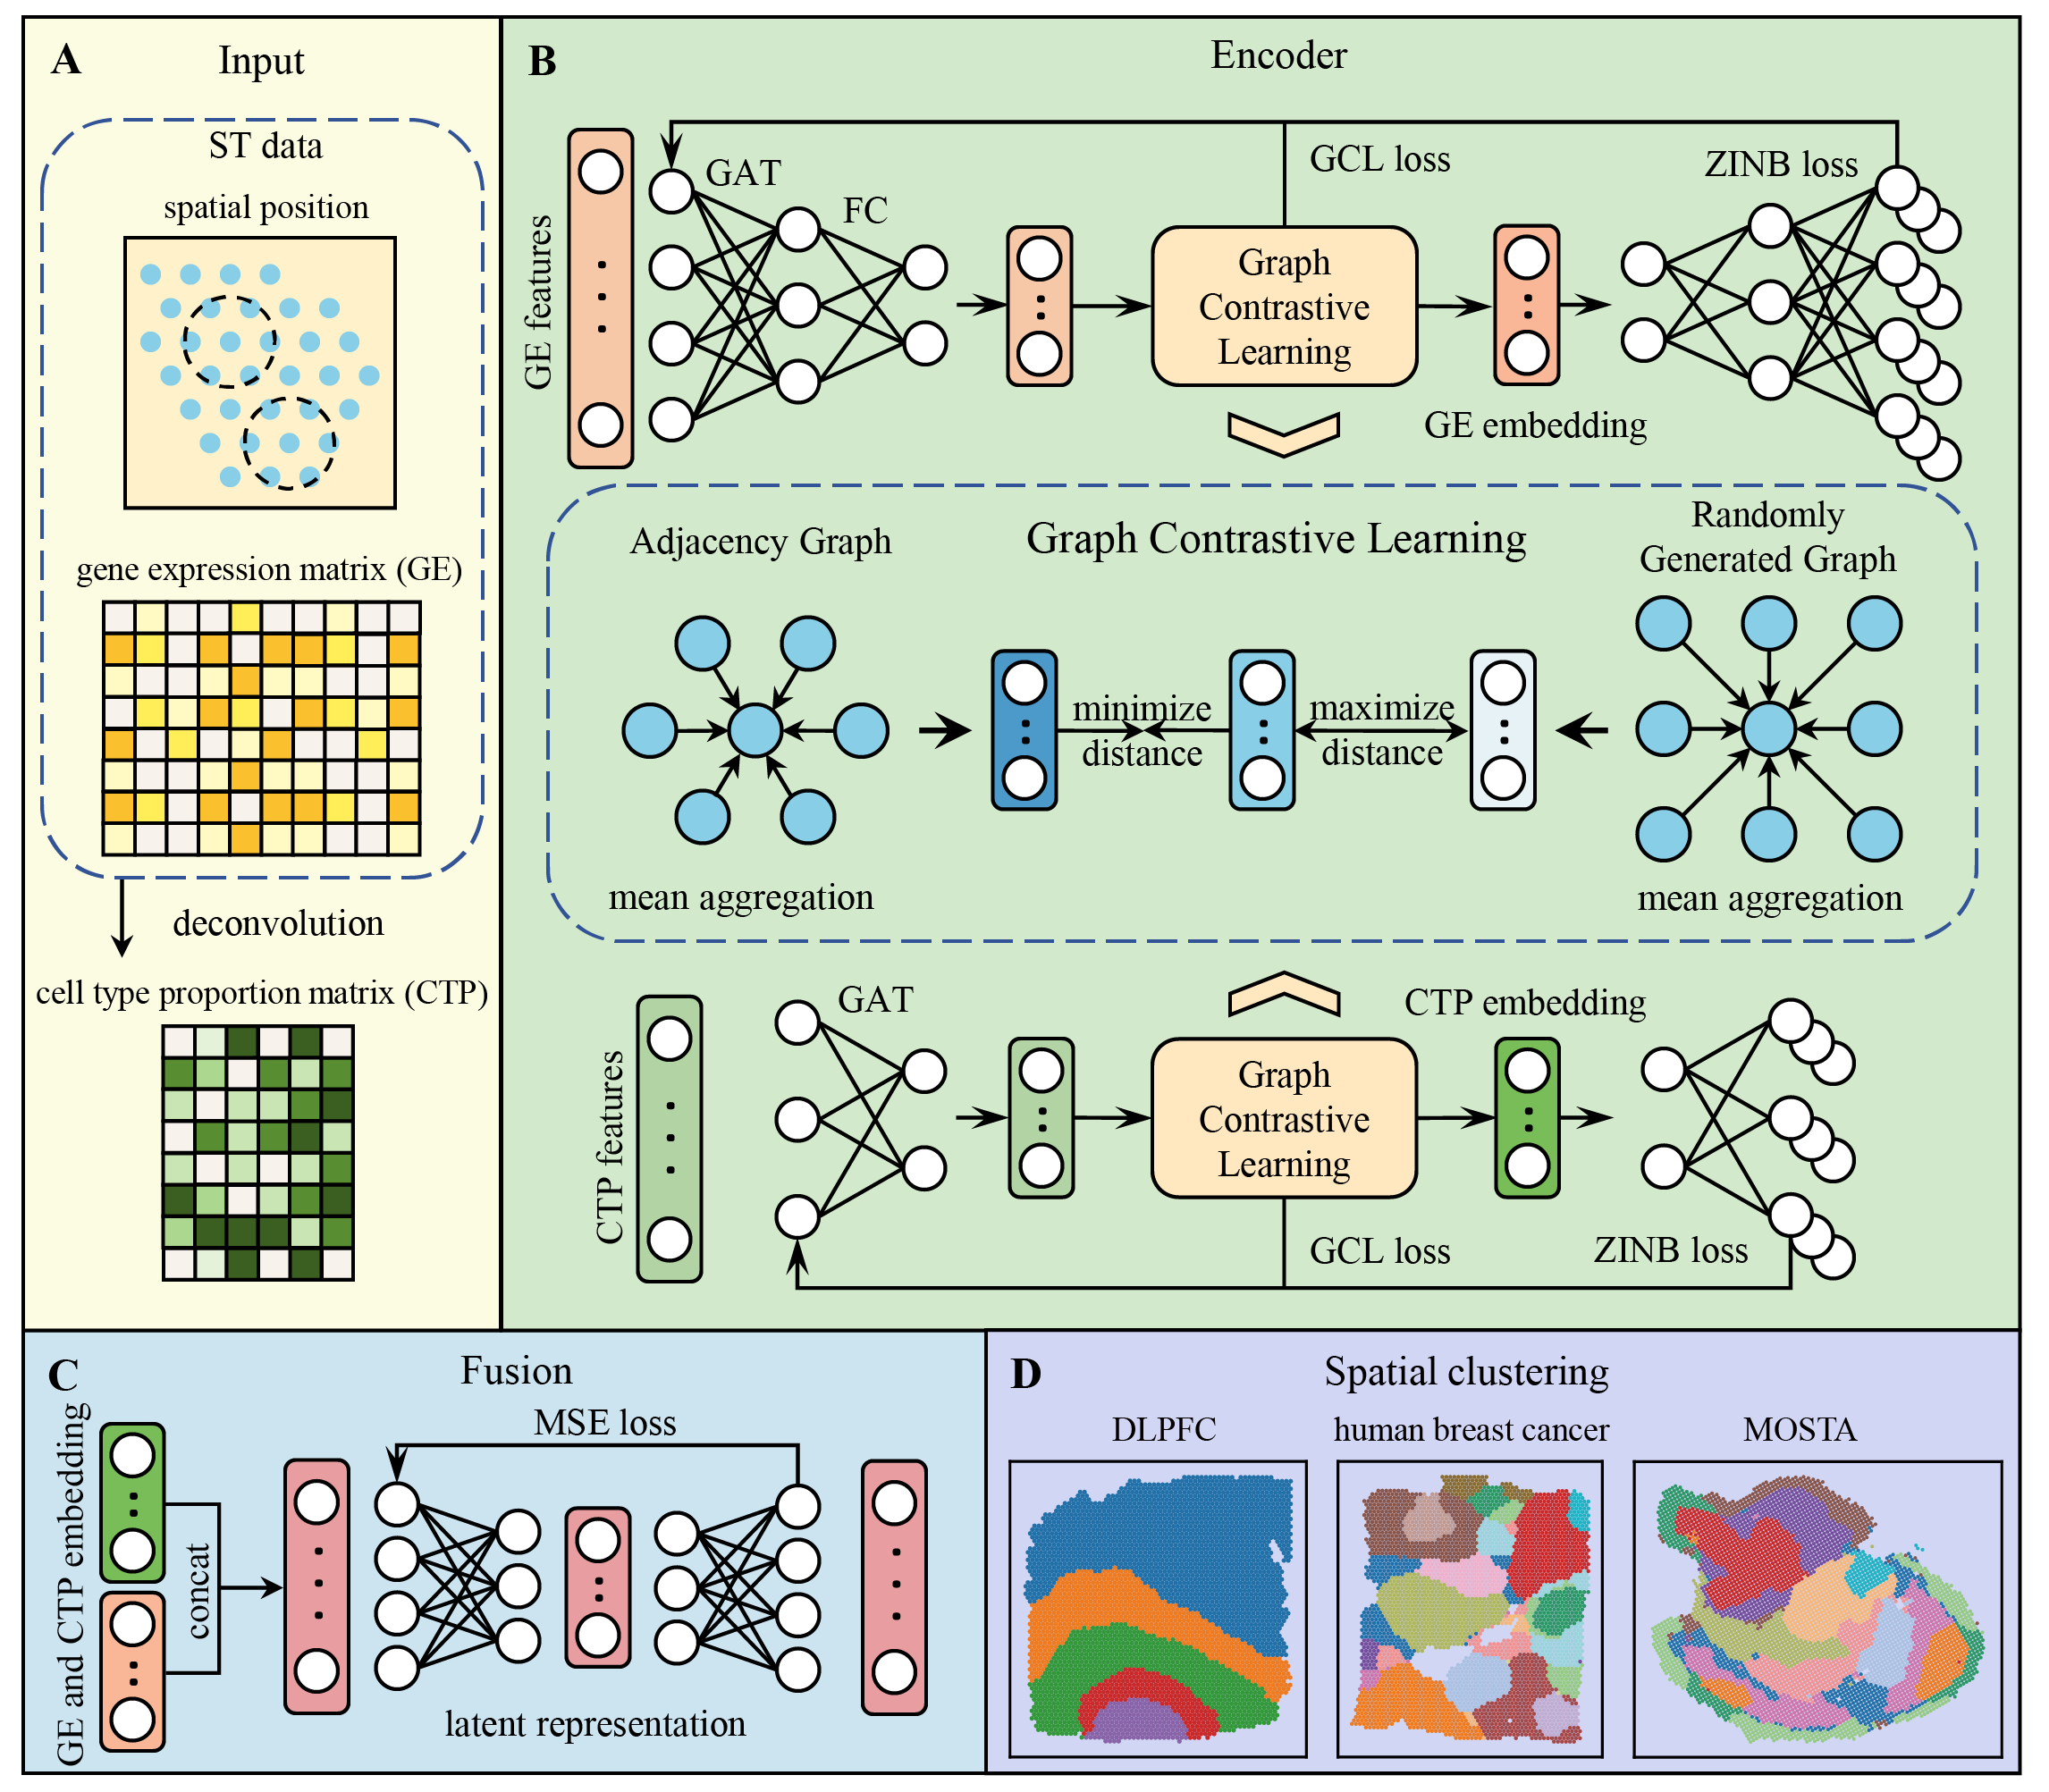 A
Input
ST data
spatial position
gene expression matrix (GE)
deconvolution
cell type proportion matrix (CTP)
B
Encoder
GE features
GAT
FC
GCL loss
ZINB loss
Graph
Contrastive
Learning
GE embedding
Adjacency Graph
Graph Contrastive Learning
Randomly
Generated Graph
minimize
distance
maximize
distance
mean aggregation
mean aggregation
CTP features
GAT
CTP embedding
Graph
Contrastive
Learning
GCL loss
ZINB loss
C
Fusion
GE and CTP embedding
concat
MSE loss
latent representation
D
Spatial clustering
DLPFC
human breast cancer
MOSTA